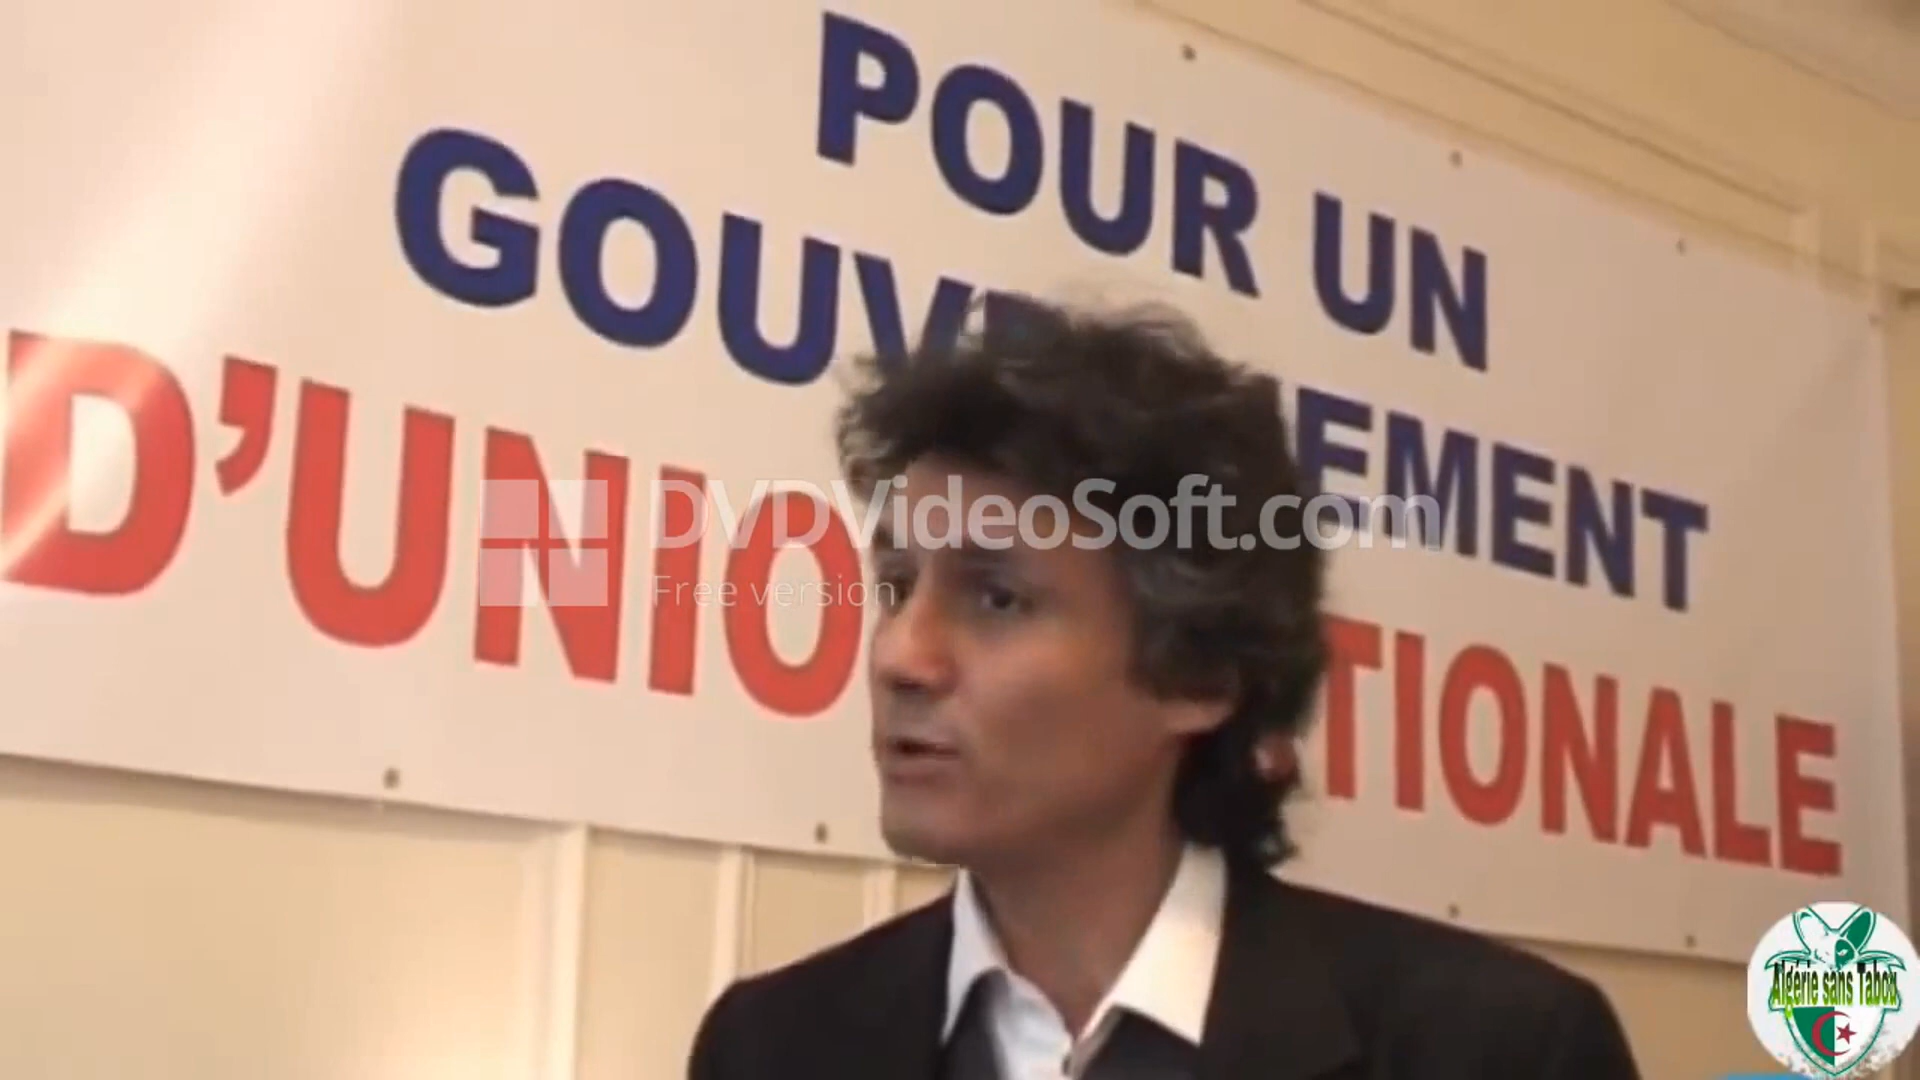 POUR UN
GOUV EMENT
D'UNIO TIONALE
DVDVideoSoft.com
Free version
Algérie sans Tabou